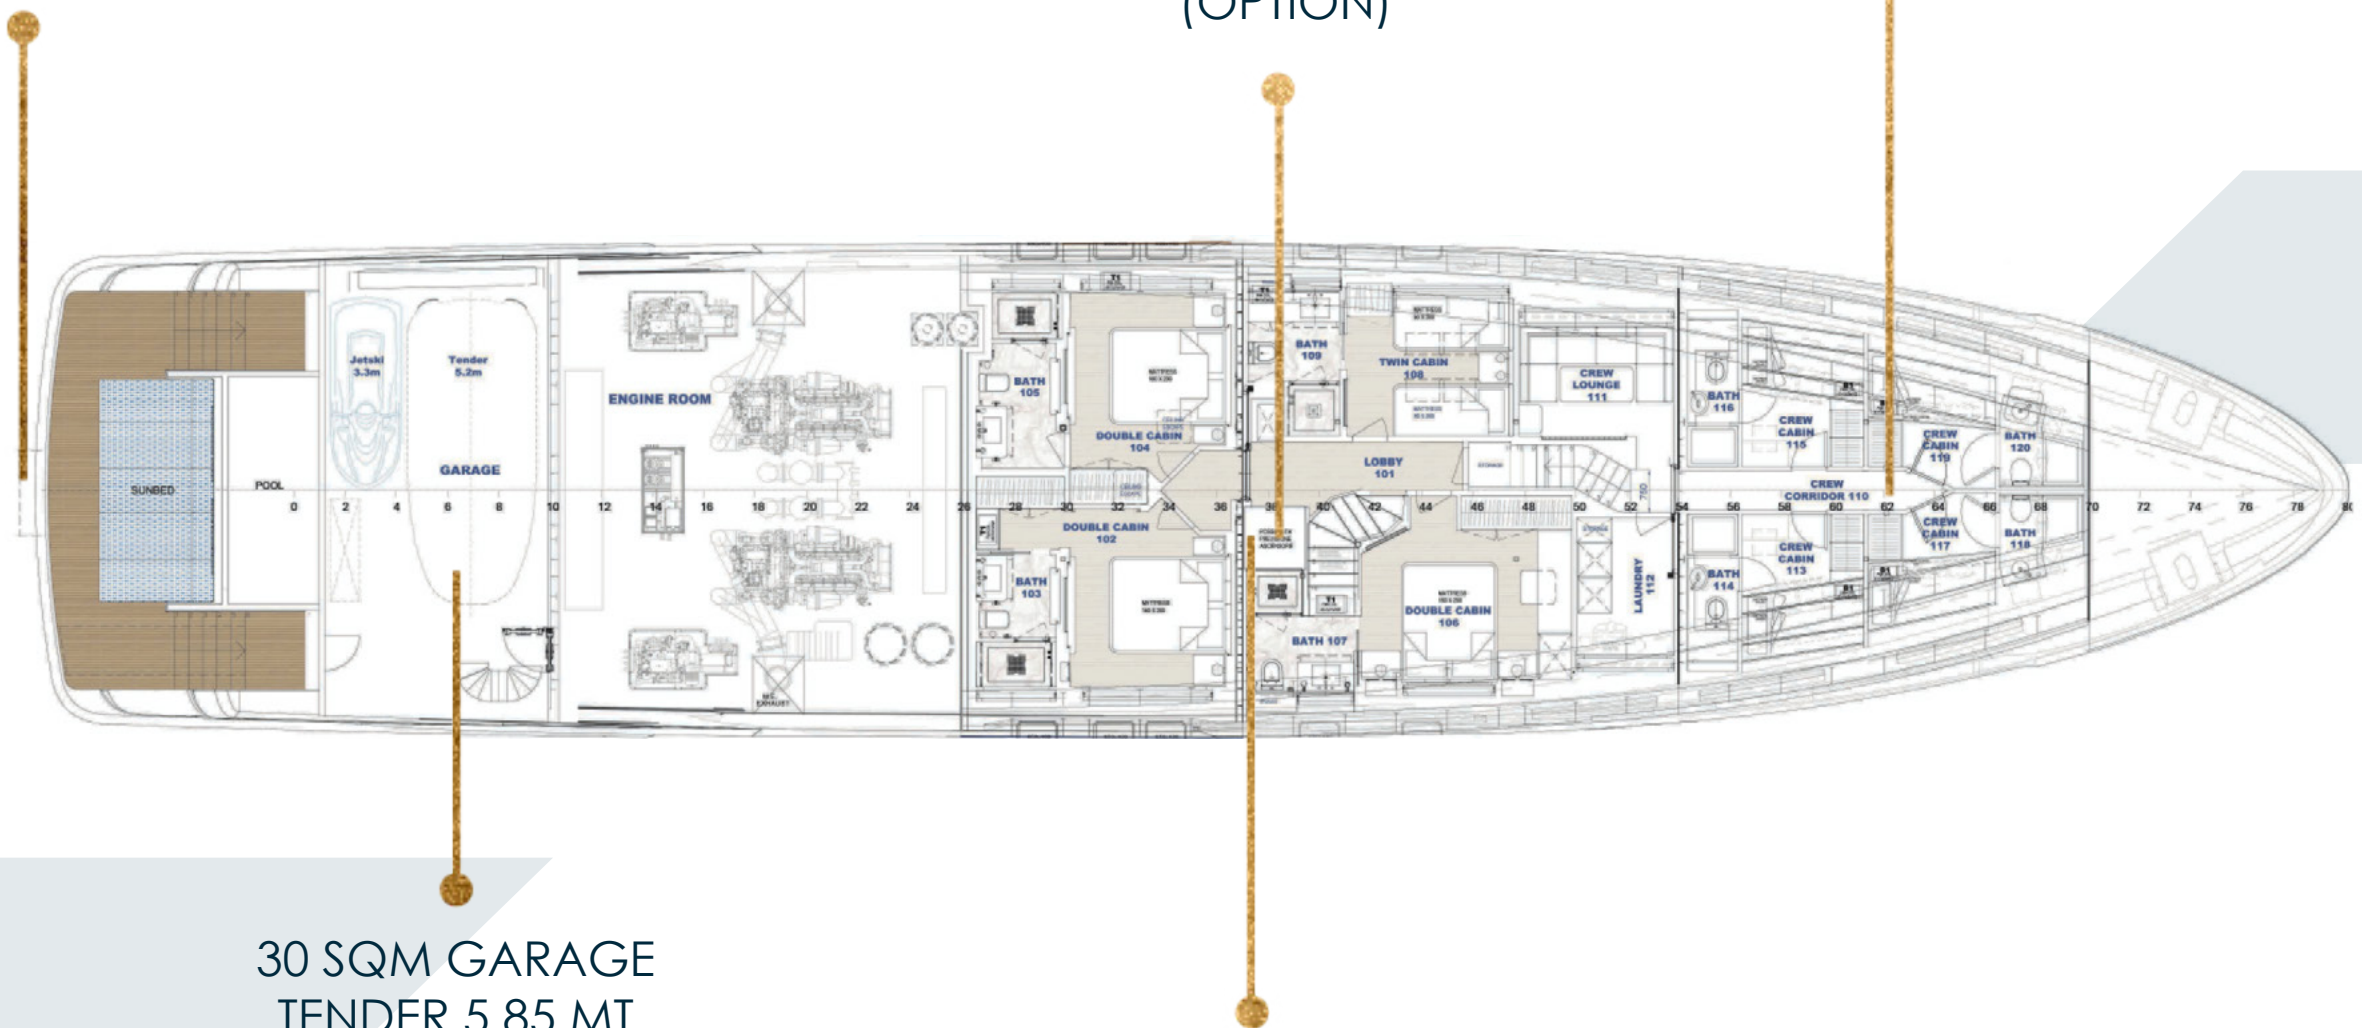 (OPTION)
Jetski
3.3m
Tender
5.2m
GARAGE
SUNBED
POOL
ENGINE ROOM
EXHAUST
BATH
105
DOUBLE CABIN
104
DOUBLE CABIN
102
BATH
103
BATH
109
TWIN CABIN
108
CREW
LOUNGE
111
LOBBY
101
STORAGE
750
BATH 107
DOUBLE CABIN
106
LAUNDRY
112
BATH
116
CREW
CABIN
115
CREW
CABIN
119
BATH
120
CREW
CORRIDOR 110
BATH
114
CREW
CABIN
113
CREW
CABIN
117
BATH
118
0 2 4 6 8 10 12 14 16 18 20 22 24 26 28 30 32 34 36 38 40 42 44 46 48 50 52 54 56 58 60 62 64 66 68 70 72 74 76 78
30 SQM GARAGE
TENDER 5,85 MT